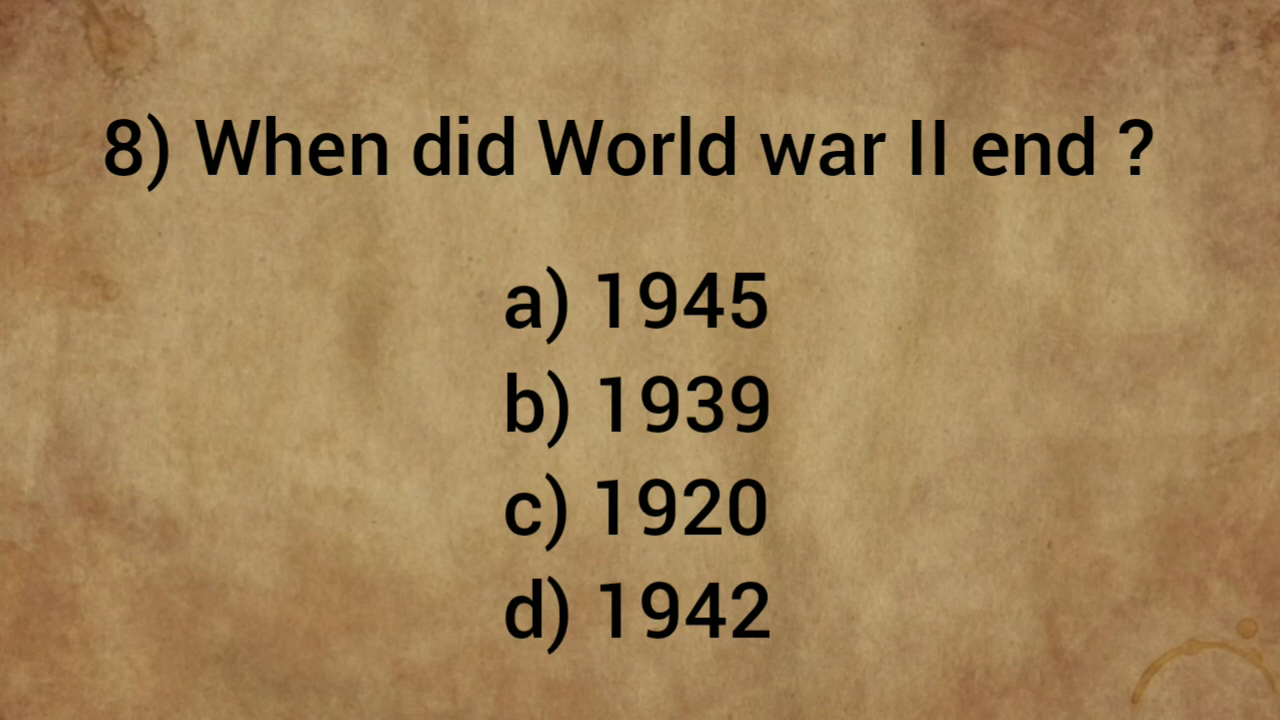 8) When did World war II end ?
a) 1945
b) 1939
c) 1920
d) 1942